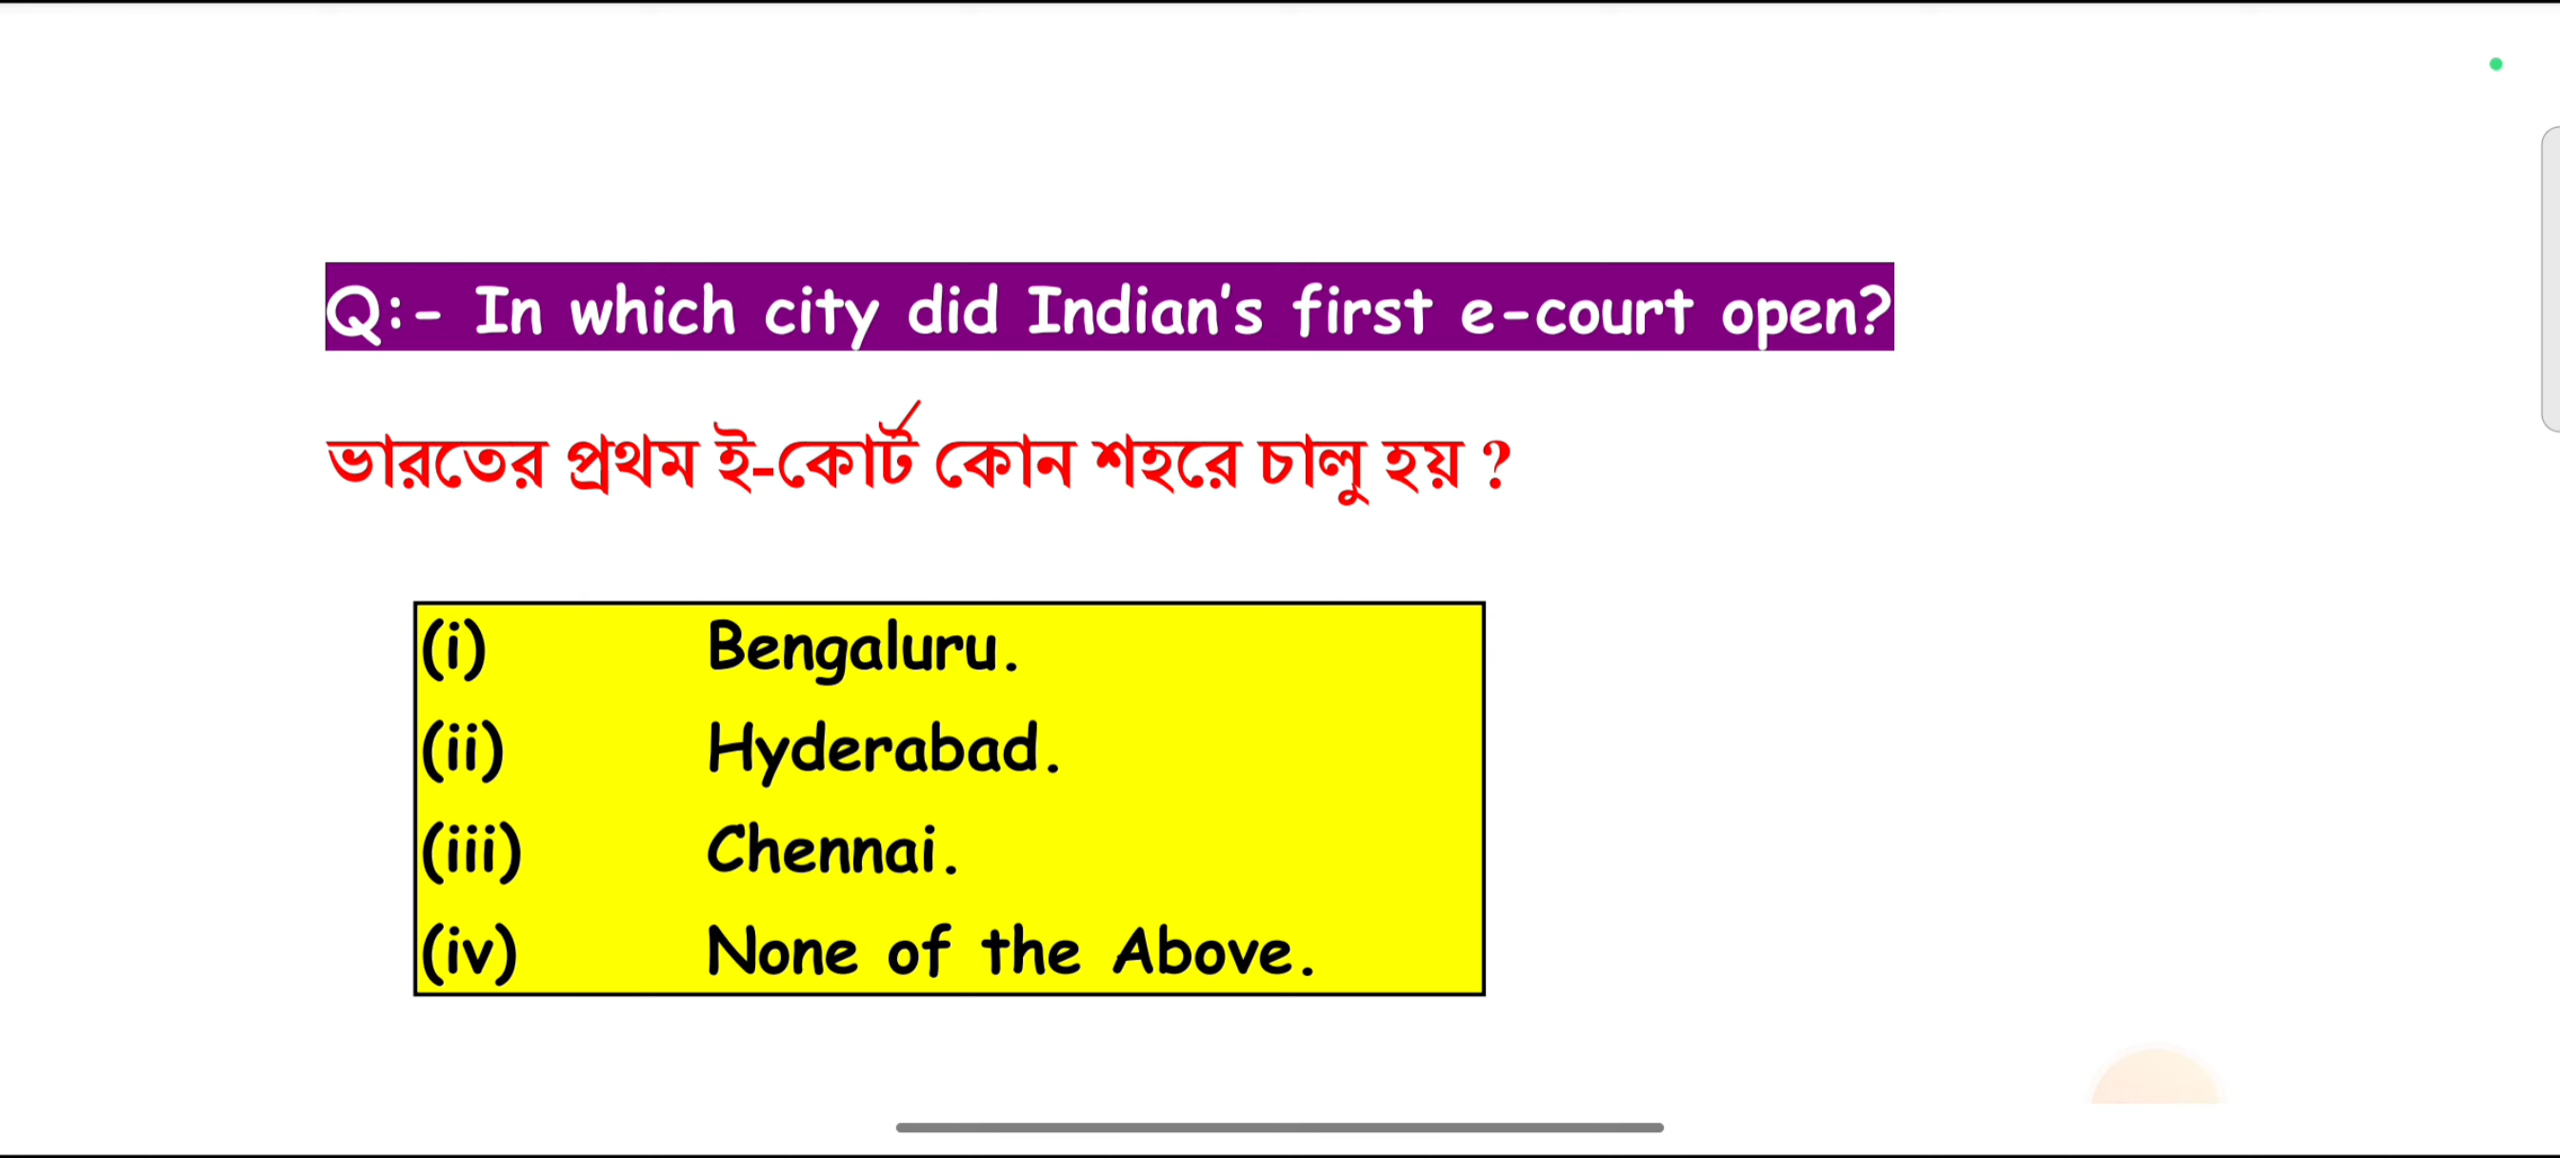 Q:- In which city did Indian's first e-court open?
ভারতের প্রথম ই-কোর্ট কোন শহরে চালু হয় ?
(i) Bengaluru.
(ii) Hyderabad.
(iii) Chennai.
(iv) None of the Above.